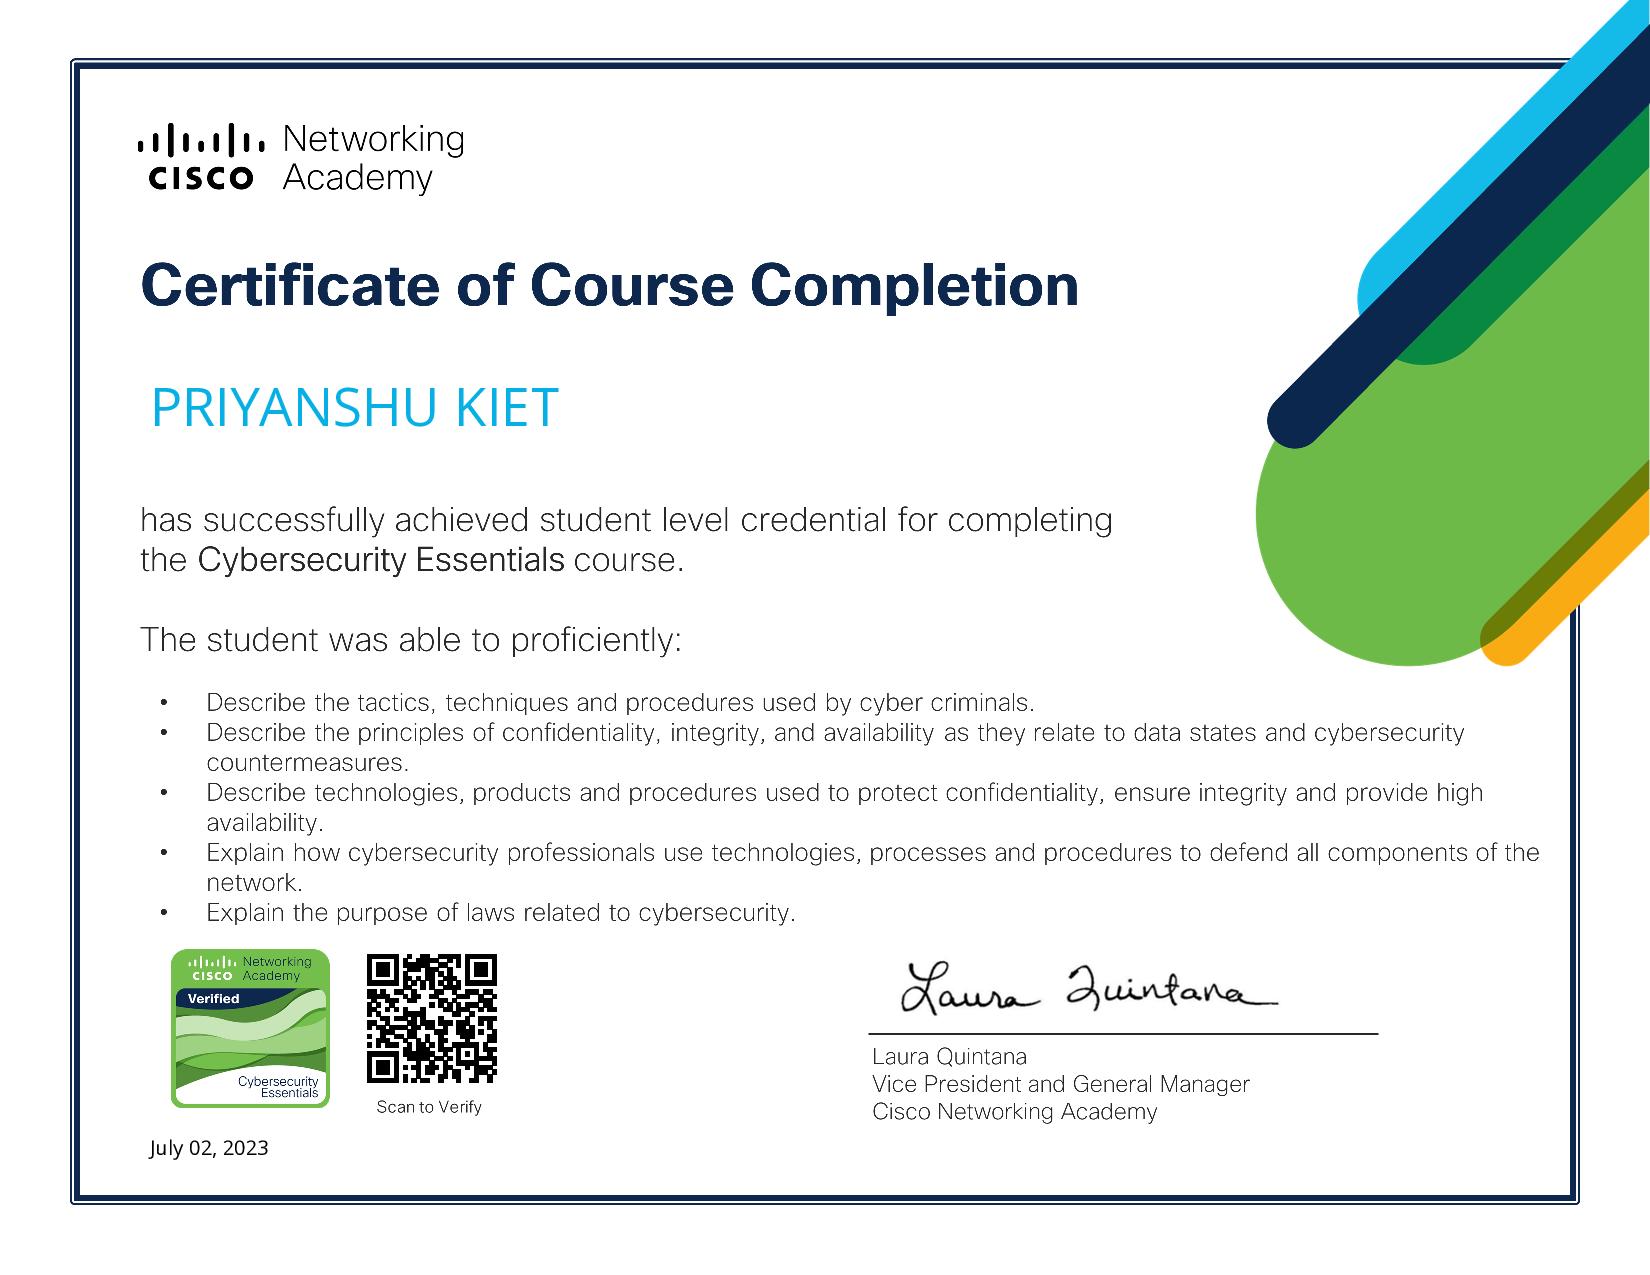 Networking
CISCO Academy
Certificate of Course Completion
PRIYANSHU KIET
has successfully achieved student level credential for completing
the Cybersecurity Essentials course.
The student was able to proficiently:
• Describe the tactics, techniques and procedures used by cyber criminals.
• Describe the principles of confidentiality, integrity, and availability as they relate to data states and cybersecurity
countermeasures.
• Describe technologies, products and procedures used to protect confidentiality, ensure integrity and provide high
availability.
• Explain how cybersecurity professionals use technologies, processes and procedures to defend all components of the
network.
• Explain the purpose of laws related to cybersecurity.
Networking
CISCO Academy
Verified
Cybersecurity
Essentials
Scan to Verify
Laura Quintana
Laura Quintana
Vice President and General Manager
Cisco Networking Academy
July 02, 2023